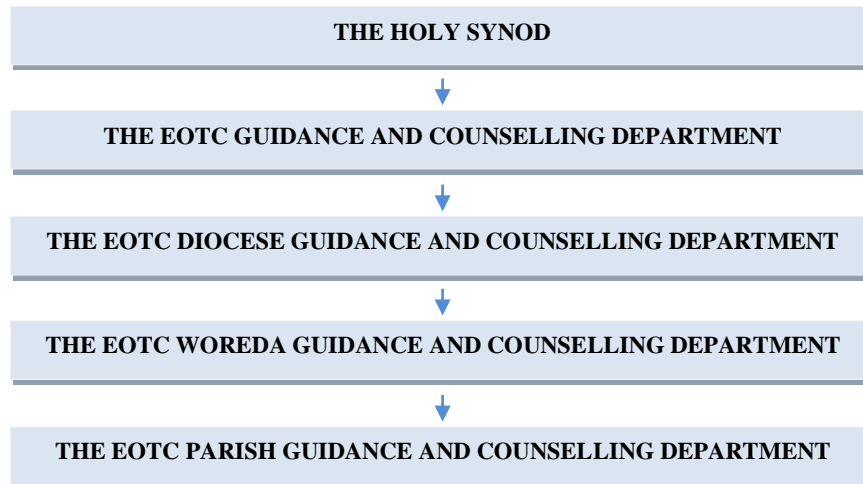 THE HOLY SYNOD
THE EOTC GUIDANCE AND COUNSELLING DEPARTMENT
THE EOTC DIOCESE GUIDANCE AND COUNSELLING DEPARTMENT
THE EOTC WOREDA GUIDANCE AND COUNSELLING DEPARTMENT
THE EOTC PARISH GUIDANCE AND COUNSELLING DEPARTMENT